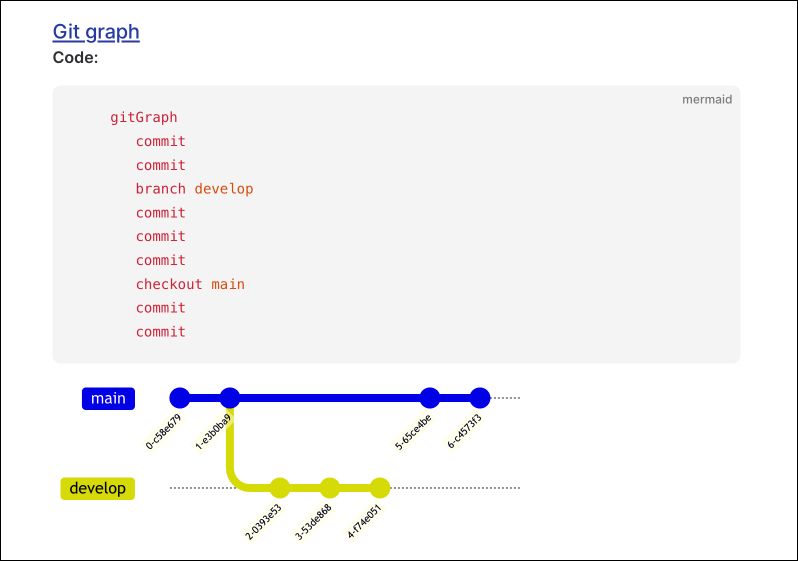 Git graph
Code:
mermaid
gitGraph
commit
commit
branch develop
commit
commit
commit
checkout main
commit
commit
main
0-c58e679
1-e3b0ba9
5-65ce4be
6-c4573f3
develop
2-0393e53
3-53de868
4-f74e051